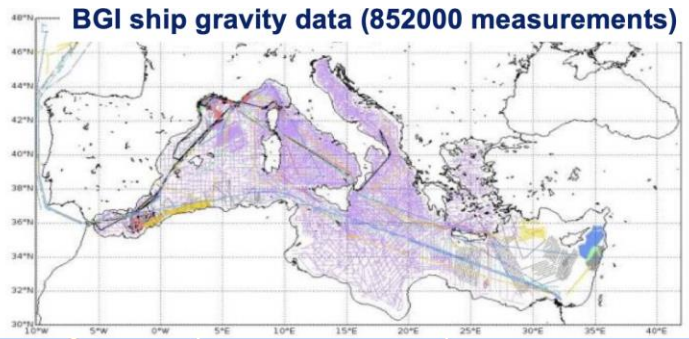 BGI ship gravity data (852000 measurements)
48°N
46°N
44°N
42°N
40°N
38°N
36°N
34°N
32°N
30°N
10°W 5°W 0°W 5°E 10°E 15°E 20°E 25°E 30°E 35°E 40°E